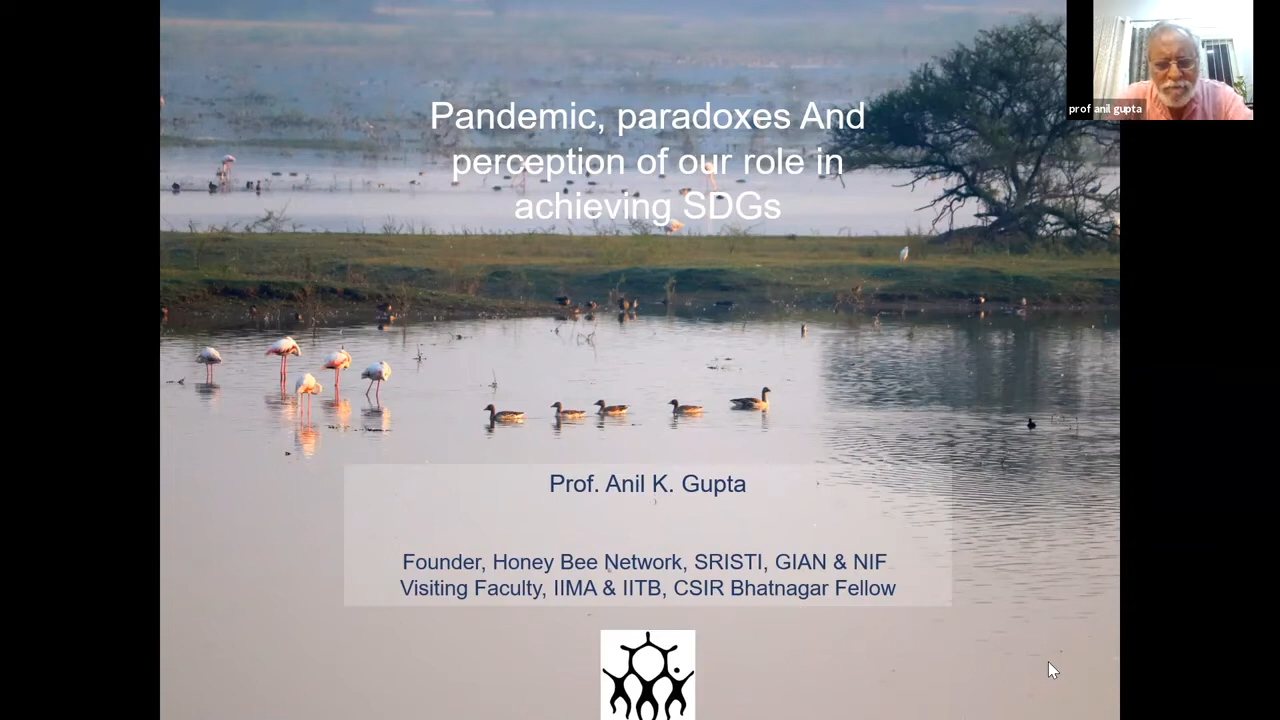 Pandemic, paradoxes And
perception of our role in
achieving SDGs
prof anil gupta
Prof. Anil K. Gupta
Founder, Honey Bee Network, SRISTI, GIAN & NIF
Visiting Faculty, IIMA & IITB, CSIR Bhatnagar Fellow